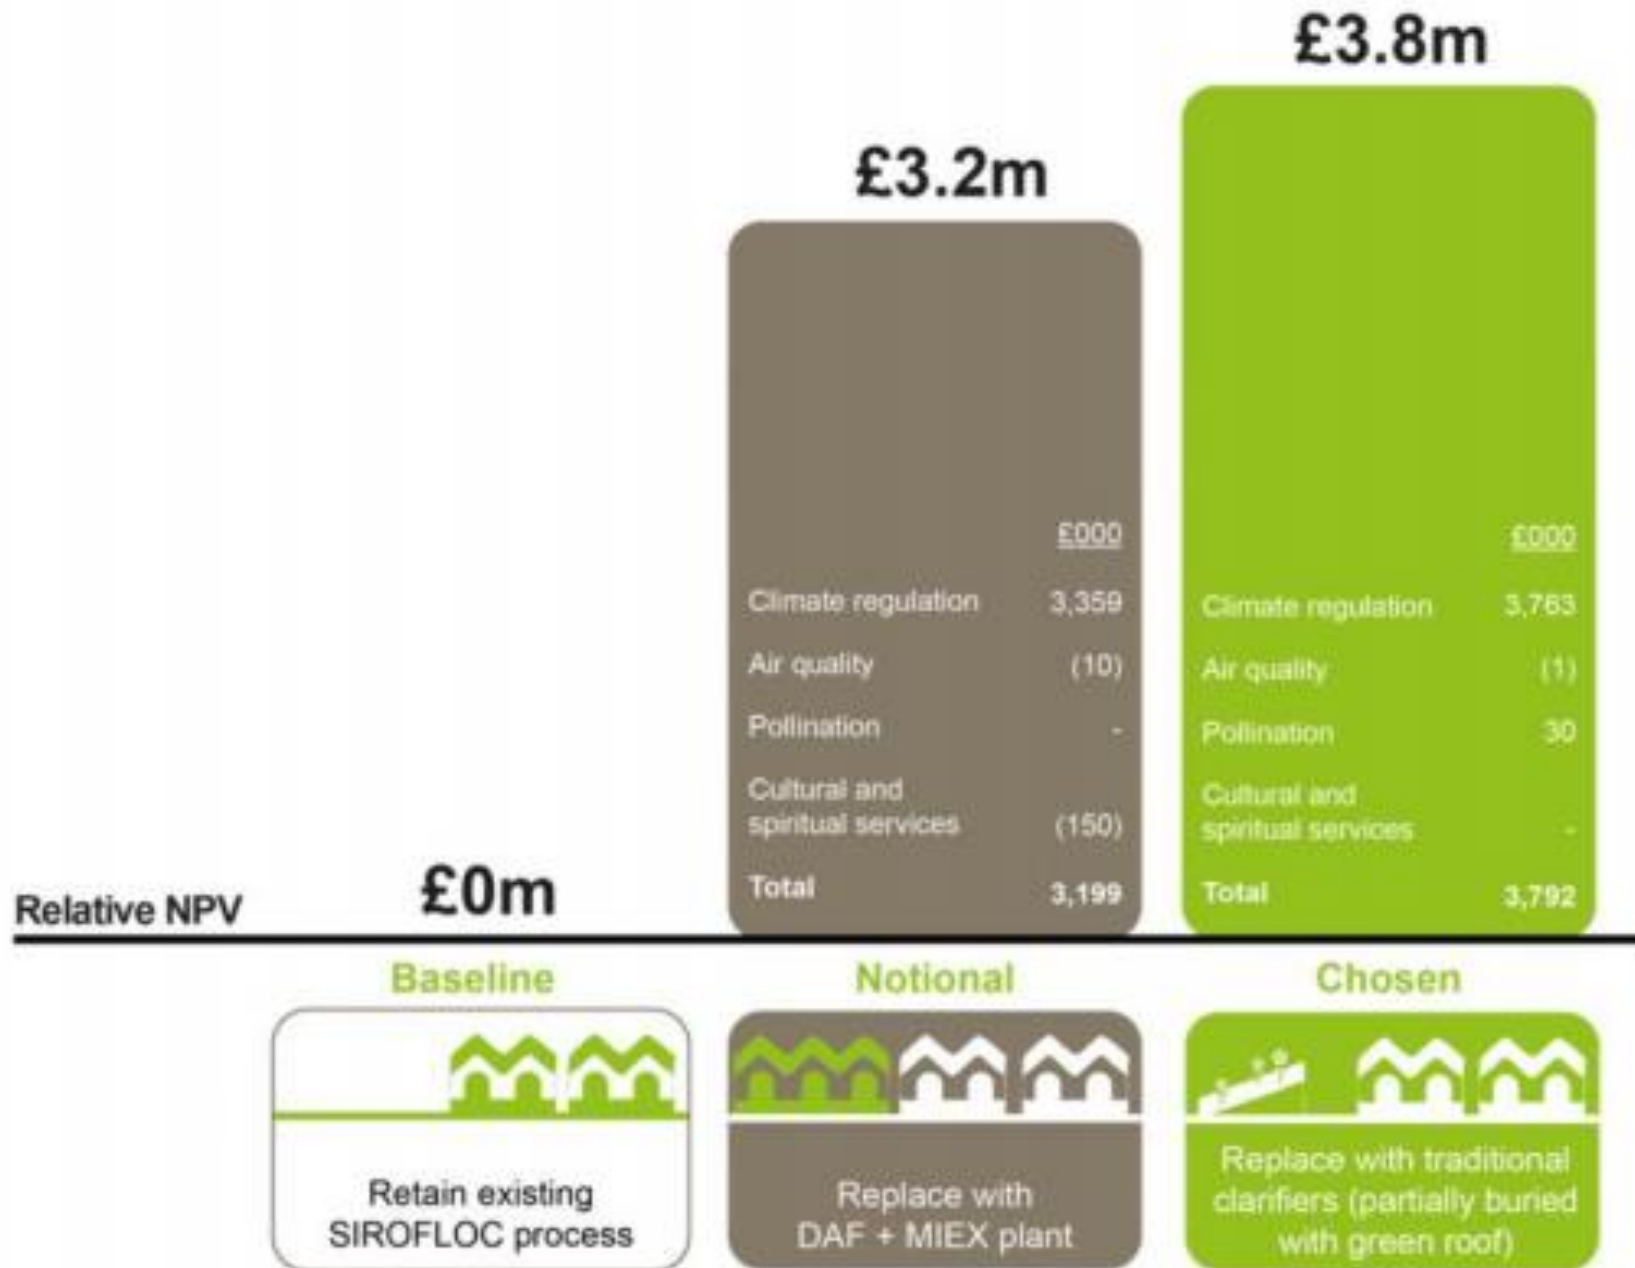 £3.8m
£3.2m
£000
Climate regulation 3,359
Air quality (10)
Pollination -
Cultural and
spiritual services (150)
Total 3,199
£000
Climate regulation 3,763
Air quality (1)
Pollination 30
Cultural and
spiritual services -
Total 3,792
Relative NPV
£0m
Baseline
Notional
Chosen
Retain existing
SIROFLOC process
Replace with
DAF + MIEX plant
Replace with traditional
clarifiers (partially buried
with green roof)